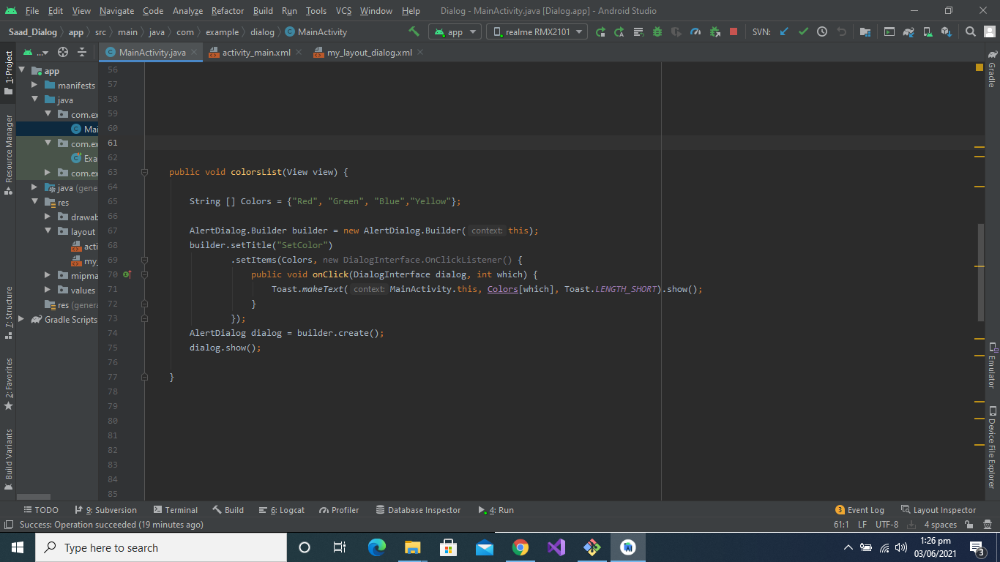 File Edit View Navigate Code Analyze Refactor Build Run Tools VCS Window Help Dialog - MainActivity.java [Dialog.app] - Android Studio
Saad_Dialog app src main java com example dialog MainActivity app realme RMX2101 SVN:
... MainActivity.java activity_main.xml my_layout_dialog.xml
1: Project
Resource Manager
7: Structure
2: Favorites
Build Variants
app
manifests
java
com.ex
Mai
com.ex
Exa
com.ex
java (gene
res
drawab
layout
acti
my_
mipma
values
res (genera
Gradle Scripts
56
57
58
59
60
61
62
63 public void colorsList(View view) {
64
65 String [] Colors = {"Red", "Green", "Blue","Yellow"};
66
67 AlertDialog.Builder builder = new AlertDialog.Builder( context: this);
68 builder.setTitle("SetColor")
69 .setItems(Colors, new DialogInterface.OnClickListener() {
70 public void onClick(DialogInterface dialog, int which) {
71 Toast.makeText( context: MainActivity.this, Colors[which], Toast.LENGTH_SHORT).show();
72 }
73 });
74 AlertDialog dialog = builder.create();
75 dialog.show();
76
77 }
78
79
80
81
82
83
84
85
Gradle
Emulator
Device File Explorer
TODO 9: Subversion Terminal Build 6: Logcat Profiler Database Inspector 4: Run 3 Event Log Layout Inspector
Success: Operation succeeded (19 minutes ago) 61:1 LF UTF-8 4 spaces
Type here to search 1:26 pm
03/06/2021 3